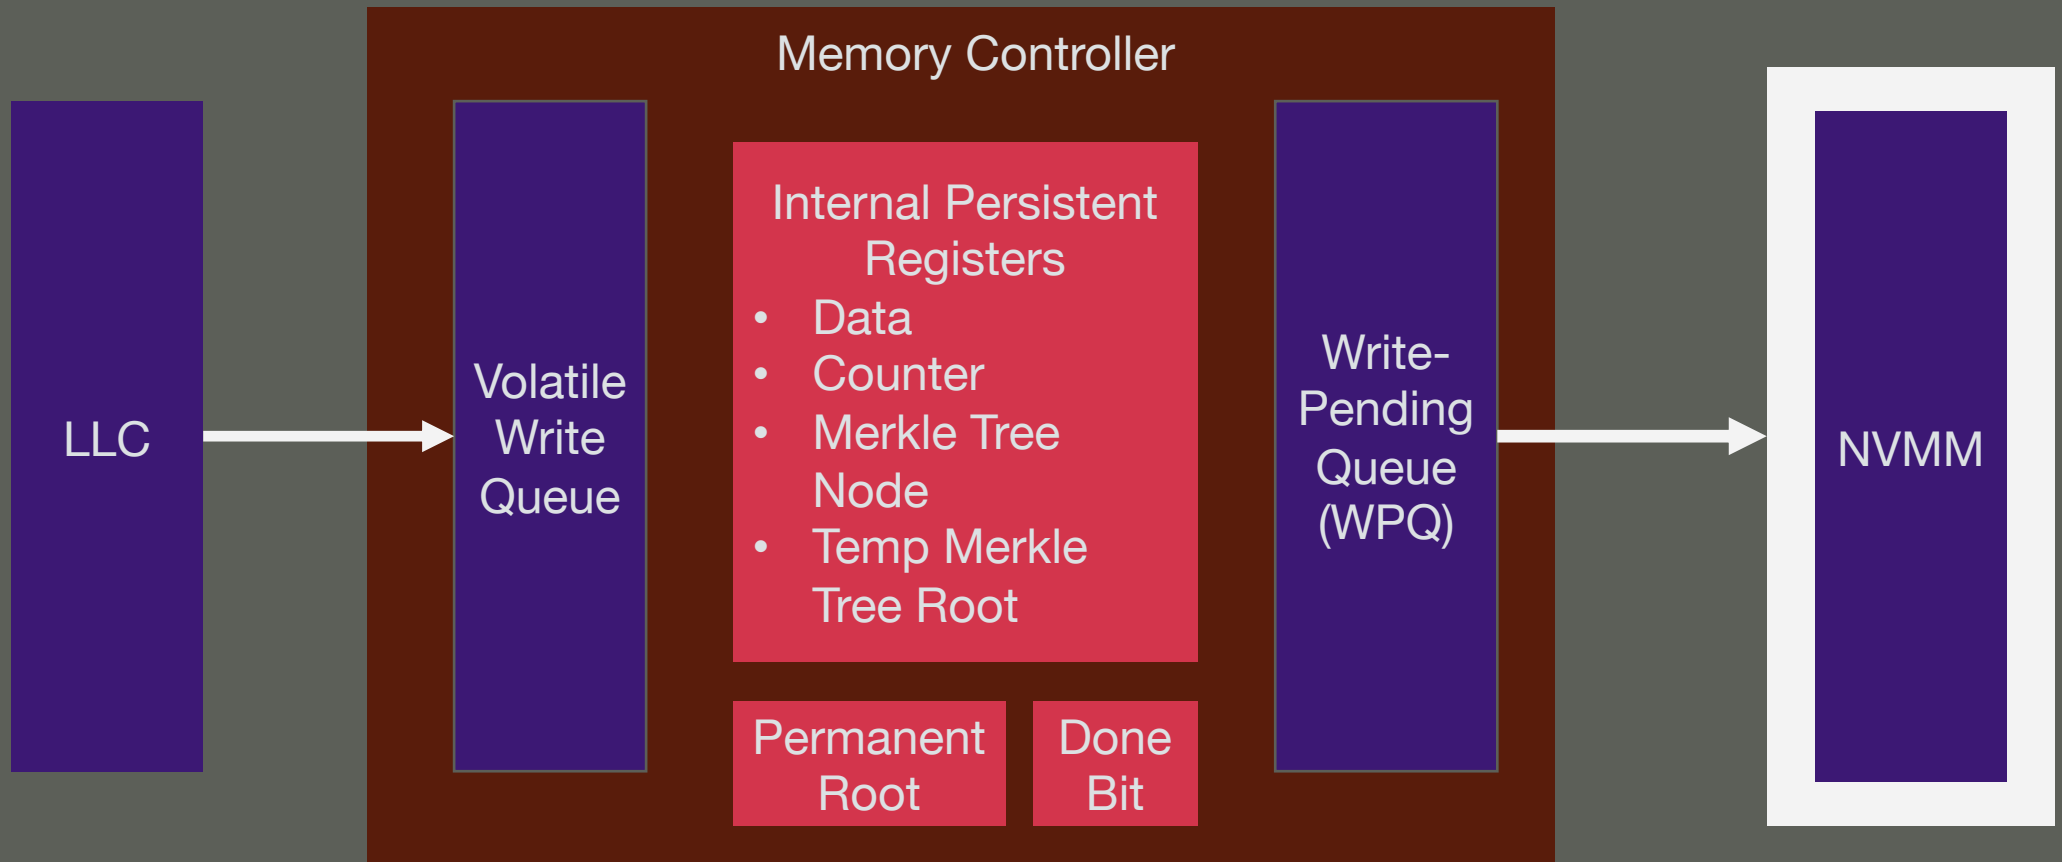 Memory Controller
LLC
Volatile
Write
Queue
Internal Persistent
Registers
• Data
• Counter
• Merkle Tree
Node
• Temp Merkle
Tree Root
Permanent
Root
Done
Bit
Write-
Pending
Queue
(WPQ)
NVMM